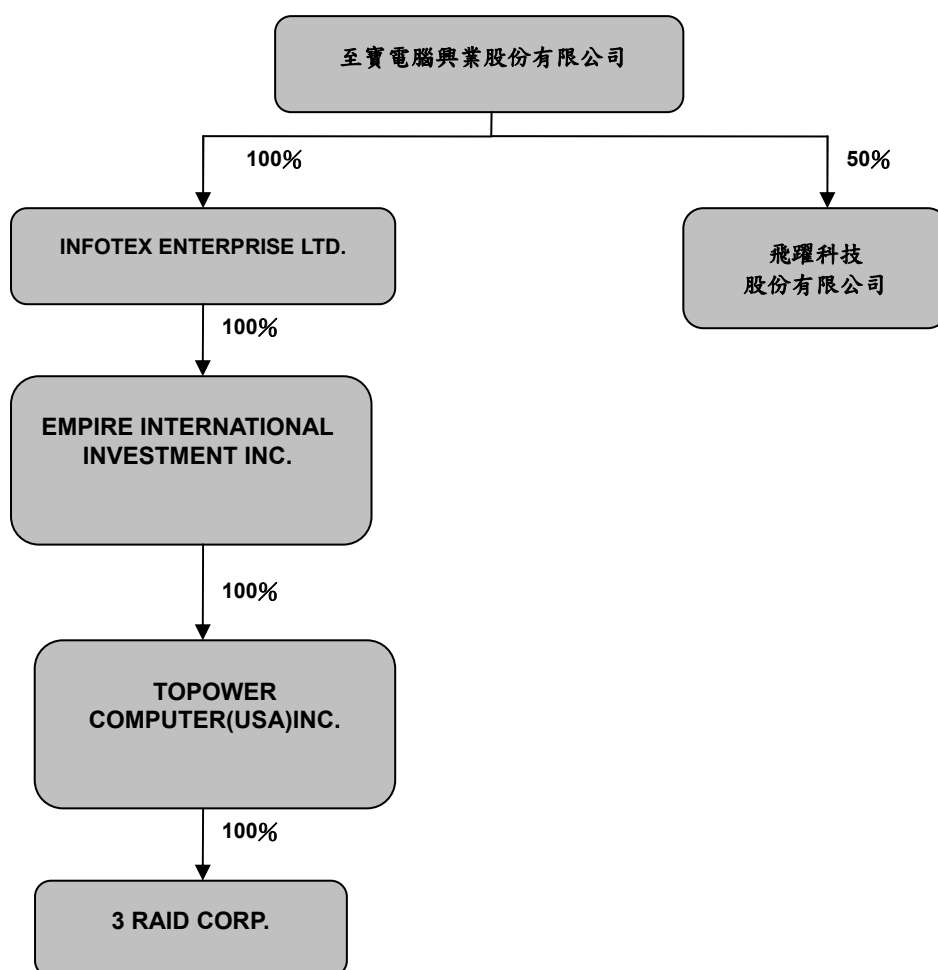 至寶電腦興業股份有限公司
100%
50%
INFOTEX ENTERPRISE LTD.
飛躍科技
股份有限公司
100%
EMPIRE INTERNATIONAL
INVESTMENT INC.
100%
TOPOWER
COMPUTER(USA)INC.
100%
3 RAID CORP.